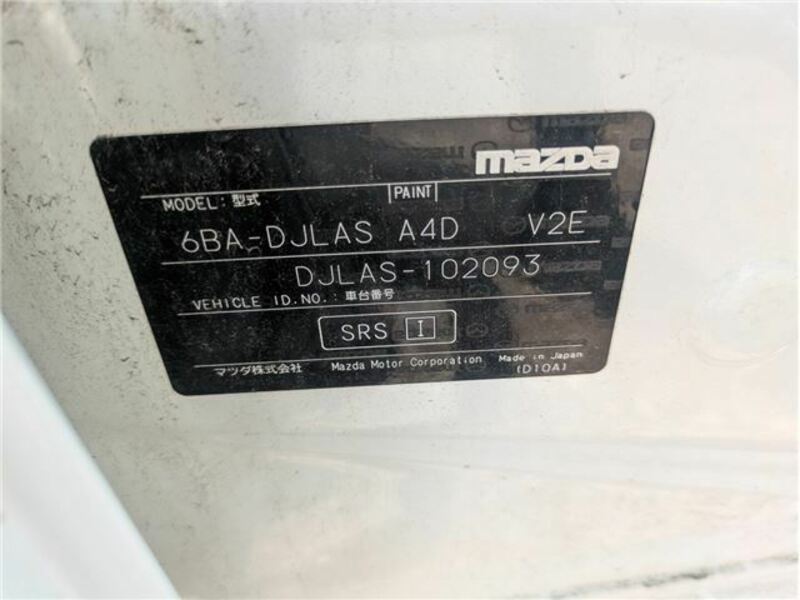 mazda
MODEL: 型式 PAINT
6BA-DJLAS A4D V2E
DJLAS-102093
VEHICLE ID.NO.: 車台番号
SRS I
マツダ株式会社 Mazda Motor Corporation Made in Japan
(D10A)